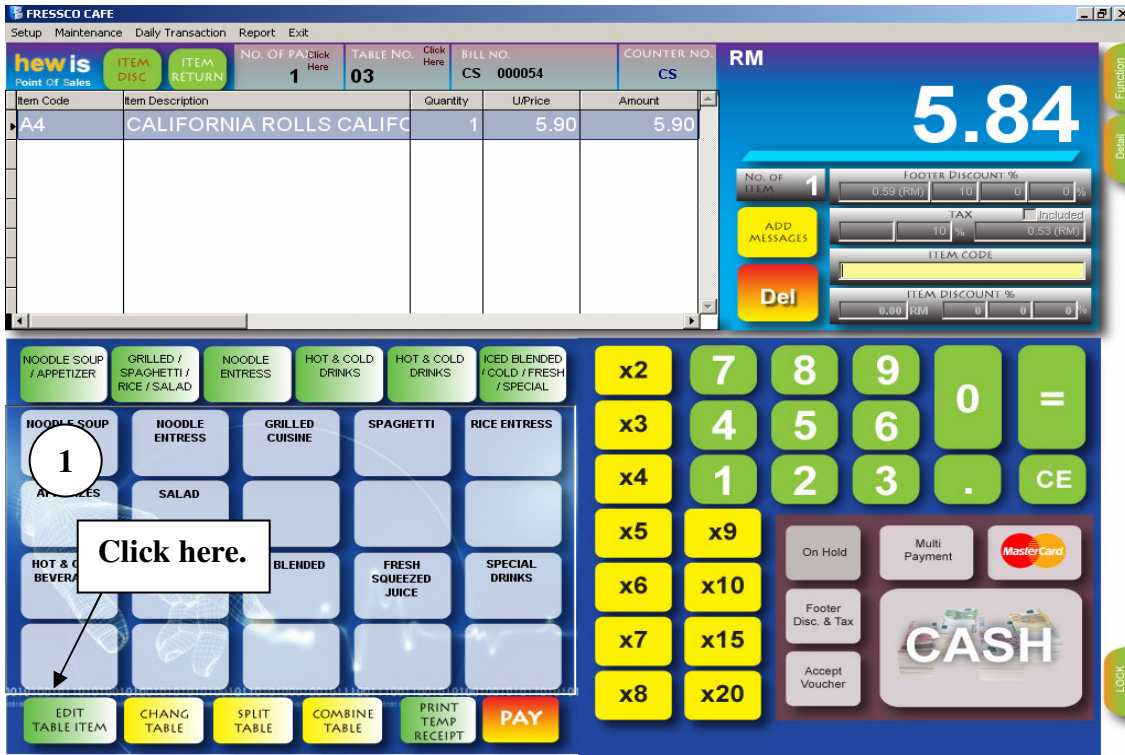 FRESSCO CAFE
Setup Maintenance Daily Transaction Report Exit
hew is
Point Of Sales
ITEM
DISC
ITEM
RETURN
NO. OF PAX
Click
Here
1
TABLE NO.
Click
Here
03
BILL NO.
CS 000054
COUNTER NO.
CS
Item Code Item Description Quantity U/Price Amount
A4 CALIFORNIA ROLLS CALIFO 1 5.90 5.90
RM
5.84
NO. OF
ITEM
1
FOOTER DISCOUNT %
0.59 (RM) 10 0 0 %
TAX Included
10 % 0.53 (RM)
ADD
MESSAGES
ITEM CODE
Del
ITEM DISCOUNT %
0.00 RM 0 0 0 %
Function
Detail
LOCK
NOODLE SOUP
/ APPETIZER
GRILLED /
SPAGHETTI /
RICE / SALAD
NOODLE
ENTRESS
HOT & COLD
DRINKS
HOT & COLD
DRINKS
ICED BLENDED
/ COLD / FRESH
/ SPECIAL
NOODLE SOUP
NOODLE
ENTRESS
GRILLED
CUISINE
SPAGHETTI
RICE ENTRESS
1
SALAD
Click here.
HOT &
BLENDED
FRESH
SQUEEZED
JUICE
SPECIAL
DRINKS
EDIT
TABLE ITEM
CHANG
TABLE
SPLIT
TABLE
COMBINE
TABLE
PRINT
TEMP
RECEIPT
PAY
x2
x3
x4
x5
x6
x7
x8
x9
x10
x15
x20
7 8 9 0 =
4 5 6
1 2 3 . CE
On Hold
Multi
Payment
MasterCard
Footer
Disc. & Tax
Accept
Voucher
CASH